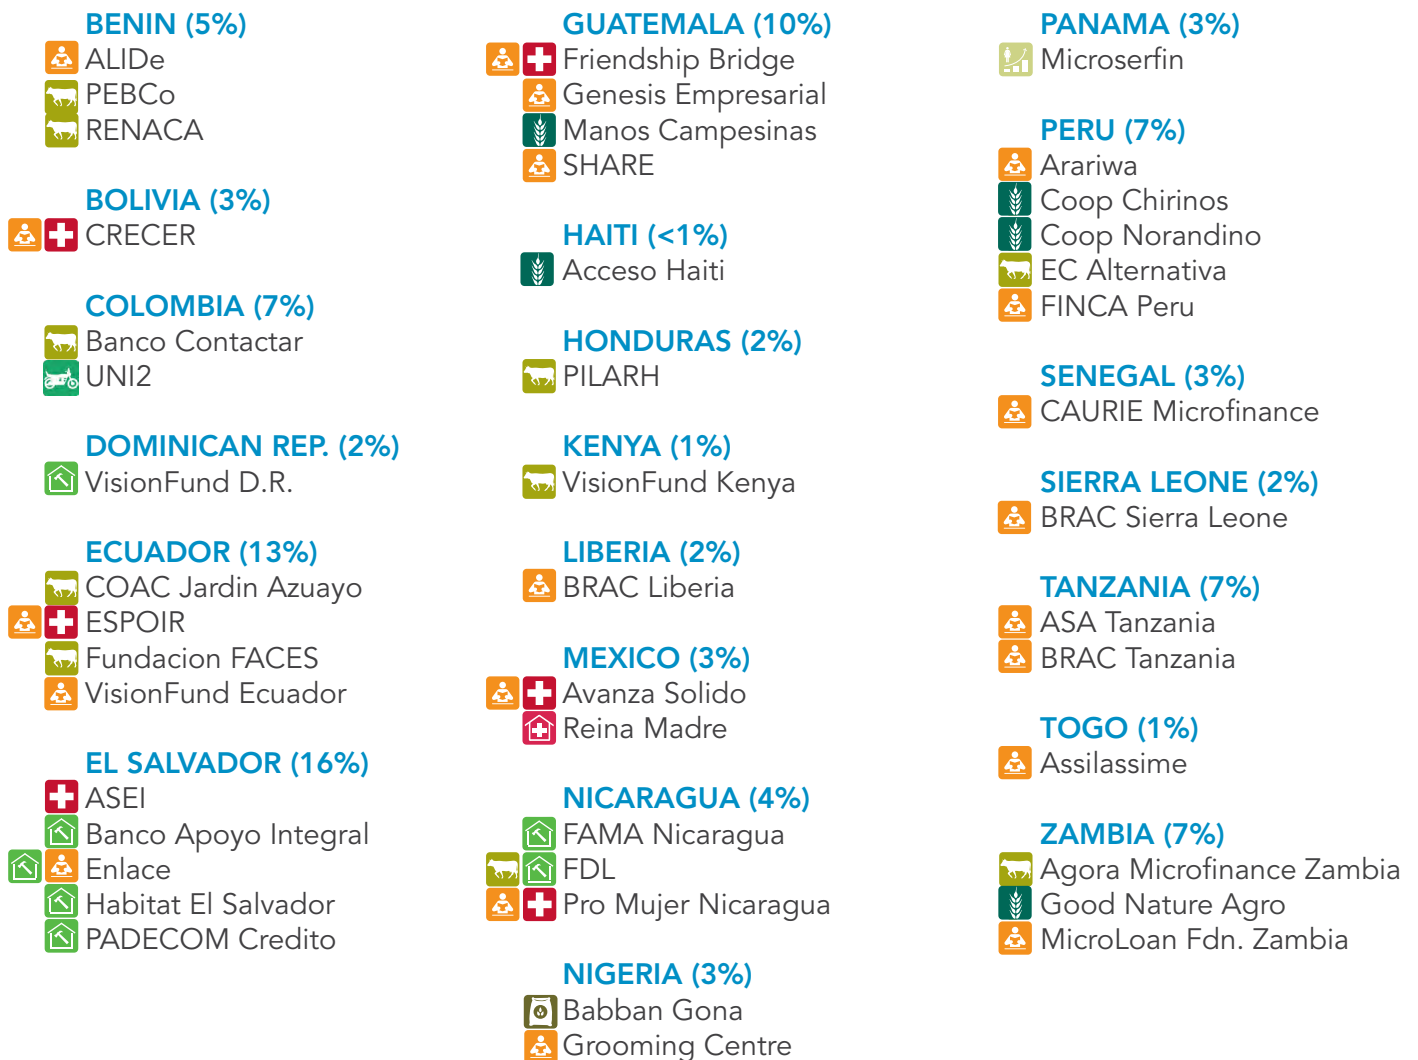 BENIN (5%)
ALIDe
PEBCo
RENACA
BOLIVIA (3%)
CRECER
COLOMBIA (7%)
Banco Contactar
UNI2
DOMINICAN REP. (2%)
VisionFund D.R.
ECUADOR (13%)
COAC Jardin Azuayo
ESPOIR
Fundacion FACES
VisionFund Ecuador
EL SALVADOR (16%)
ASEI
Banco Apoyo Integral
Enlace
Habitat El Salvador
PADECOM Credito
GUATEMALA (10%)
Friendship Bridge
Genesis Empresarial
Manos Campesinas
SHARE
HAITI (<1%)
Acceso Haiti
HONDURAS (2%)
PILARH
KENYA (1%)
VisionFund Kenya
LIBERIA (2%)
BRAC Liberia
MEXICO (3%)
Avanza Solido
Reina Madre
NICARAGUA (4%)
FAMA Nicaragua
FDL
Pro Mujer Nicaragua
NIGERIA (3%)
Babban Gona
Grooming Centre
PANAMA (3%)
Microserfin
PERU (7%)
Arariwa
Coop Chirinos
Coop Norandino
EC Alternativa
FINCA Peru
SENEGAL (3%)
CAURIE Microfinance
SIERRA LEONE (2%)
BRAC Sierra Leone
TANZANIA (7%)
ASA Tanzania
BRAC Tanzania
TOGO (1%)
Assilassime
ZAMBIA (7%)
Agora Microfinance Zambia
Good Nature Agro
MicroLoan Fdn. Zambia